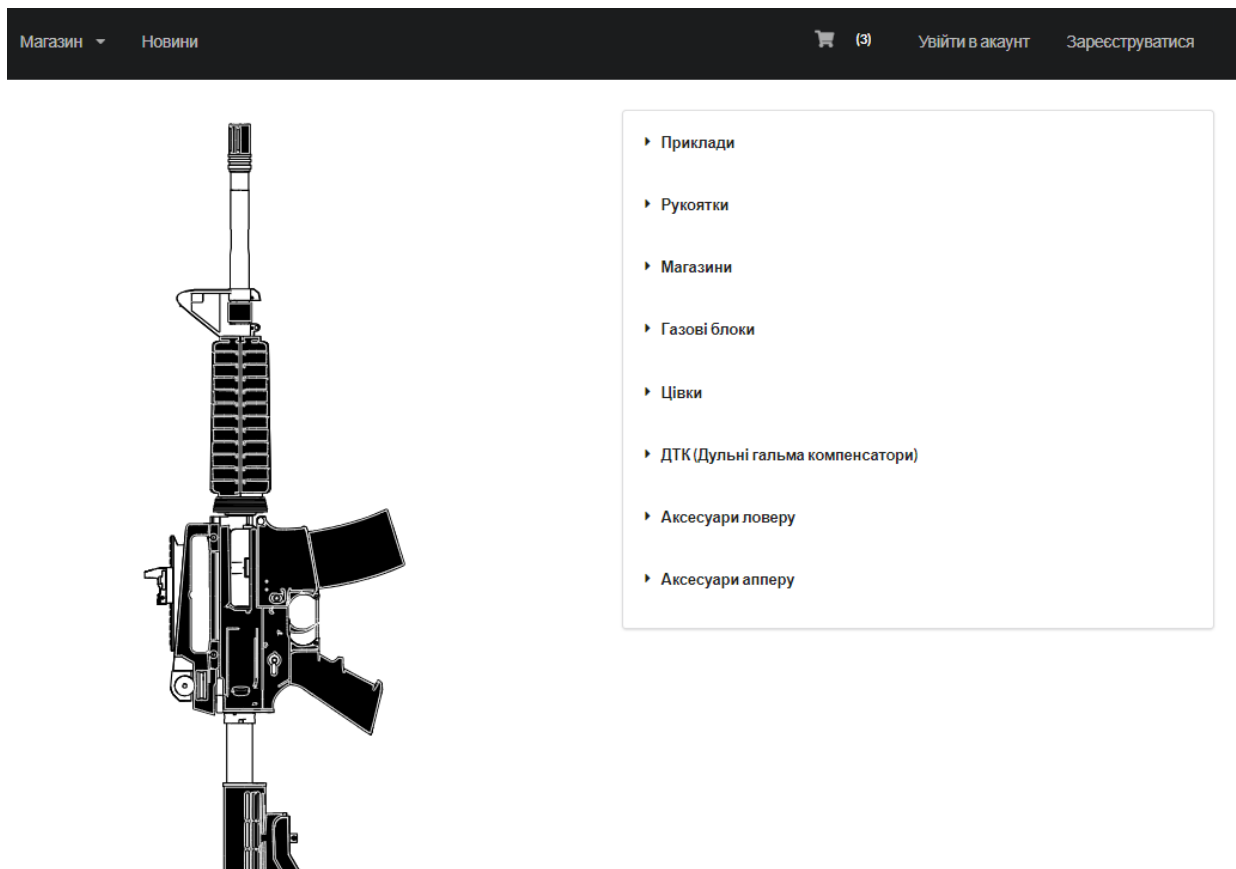 Магазин Новини (3) Увійти в акаунт Зареєструватися
Приклади
Рукоятки
Магазини
Газові блоки
Цівки
ДТК (Дульні гальма компенсатори)
Аксесуари ловеру
Аксесуари апперу